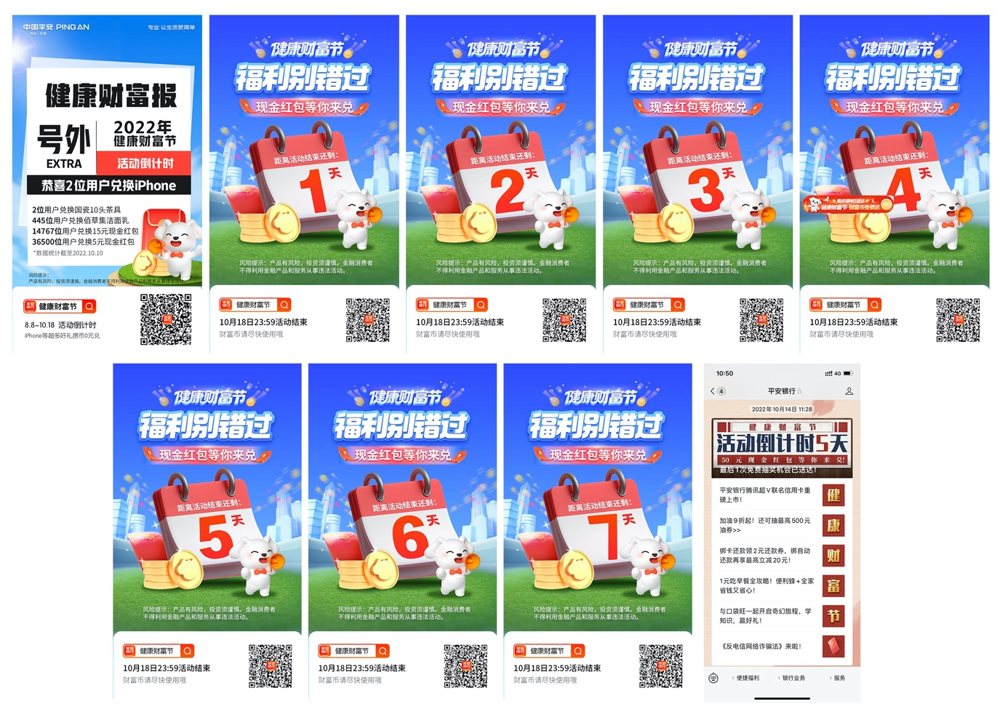 中国平安 PING AN
专业·价值
专业 让生活更简单
健康财富报
号外
EXTRA
2022年
健康财富节
活动倒计时
恭喜2位用户兑换iPhone
2位用户兑换国瓷10头茶具
445位用户兑换佰草集洁面乳
14767位用户兑换15元现金红包
36500位用户兑换5元现金红包
*数据统计截至2022.10.10
风险提示:
产品有风险，投资须谨慎。金融消费者不得利用金融产品和服务从事违法活动。
平安银行
健康财富节
8.8-10.18 活动倒计时
iPhone等超多好礼攒币0元兑
健康财富节
福利别错过
现金红包等你来兑
距离活动结束还剩:
1天
风险提示：产品有风险，投资须谨慎。金融消费者
不得利用金融产品和服务从事违法活动。
平安银行
健康财富节
10月18日23:59活动结束
财富币请尽快使用哦
健康财富节
福利别错过
现金红包等你来兑
距离活动结束还剩:
2天
风险提示：产品有风险，投资须谨慎。金融消费者
不得利用金融产品和服务从事违法活动。
平安银行
健康财富节
10月18日23:59活动结束
财富币请尽快使用哦
健康财富节
福利别错过
现金红包等你来兑
距离活动结束还剩:
3天
风险提示：产品有风险，投资须谨慎。金融消费者
不得利用金融产品和服务从事违法活动。
平安银行
健康财富节
10月18日23:59活动结束
财富币请尽快使用哦
健康财富节
福利别错过
现金红包等你来兑
距离活动结束还剩:
4天
健康财富节 财富币免费送
GO
风险提示：产品有风险，投资须谨慎。金融消费者
不得利用金融产品和服务从事违法活动。
平安银行
健康财富节
10月18日23:59活动结束
财富币请尽快使用哦
健康财富节
福利别错过
现金红包等你来兑
距离活动结束还剩:
5天
风险提示：产品有风险，投资须谨慎。金融消费者
不得利用金融产品和服务从事违法活动。
平安银行
健康财富节
10月18日23:59活动结束
财富币请尽快使用哦
健康财富节
福利别错过
现金红包等你来兑
距离活动结束还剩:
6天
风险提示：产品有风险，投资须谨慎。金融消费者
不得利用金融产品和服务从事违法活动。
平安银行
健康财富节
10月18日23:59活动结束
财富币请尽快使用哦
健康财富节
福利别错过
现金红包等你来兑
距离活动结束还剩:
7天
风险提示：产品有风险，投资须谨慎。金融消费者
不得利用金融产品和服务从事违法活动。
平安银行
健康财富节
10月18日23:59活动结束
财富币请尽快使用哦
10:50
4G
4
平安银行
2022年10月14日 11:28
健康财富节
活动倒计时5天
50元现金红包等你来兑!
最后1次免费抽奖机会已送达!
平安银行腾讯超V联名信用卡重
磅上市!
健
加油9折起！还可抽最高500元
油券>>
康
绑卡还款领2元还款券，绑自动
还款再享最高立减20元!
财
1元吃早餐全攻略！便利蜂+全家
省钱又省心!
富
与口袋旺一起开启奇幻旅程，学
知识，赢好礼!
节
《反电信网络诈骗法》来啦!
便捷福利
银行业务
服务